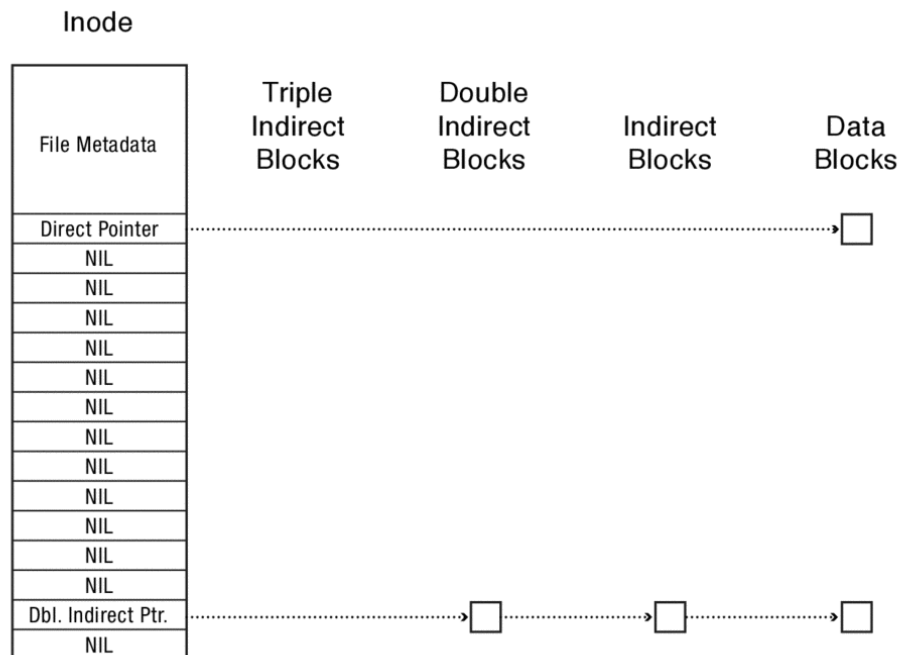 Inode
Triple
Indirect
Blocks
Double
Indirect
Blocks
Indirect
Blocks
Data
Blocks
File Metadata
Direct Pointer
NIL
NIL
NIL
NIL
NIL
NIL
NIL
NIL
NIL
NIL
NIL
NIL
Dbl. Indirect Ptr.
NIL